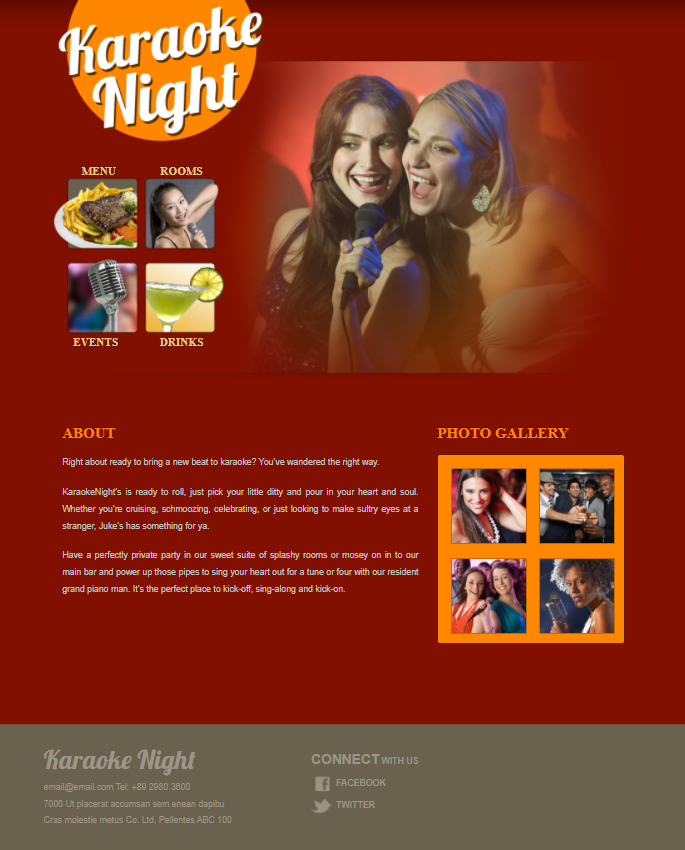 Karaoke
Night
MENU
ROOMS
EVENTS
DRINKS
ABOUT
Right about ready to bring a new beat to karaoke? You've wandered the right way.
KaraokeNight's is ready to roll, just pick your little ditty and pour in your heart and soul.
Whether you're cruising, schmoozing, celebrating, or just looking to make sultry eyes at a
stranger, Juke's has something for ya.
Have a perfectly private party in our sweet suite of splashy rooms or mosey on in to our
main bar and power up those pipes to sing your heart out for a tune or four with our resident
grand piano man. It's the perfect place to kick-off, sing-along and kick-on.
PHOTO GALLERY
Karaoke Night
email@email.com Tel: +89 2980 3600
7000 Ut placerat accumsan sem enean dapibu
Cras molestie metus Co. Ltd, Pellentes ABC 100
CONNECT WITH US
FACEBOOK
TWITTER